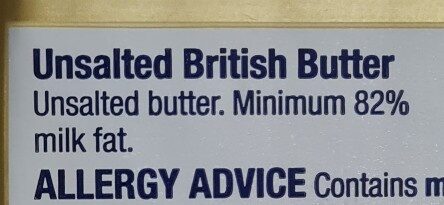 Unsalted British Butter
Unsalted butter. Minimum 82%
milk fat.
ALLERGY ADVICE Contains